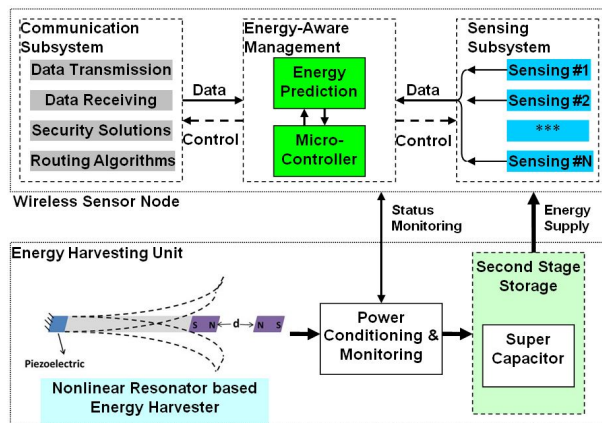 Communication
Subsystem
Data Transmission
Data Receiving
Security Solutions
Routing Algorithms
Data
Control
Energy-Aware
Management
Energy
Prediction
Micro-
Controller
Data
Control
Sensing
Subsystem
Sensing #1
Sensing #2
***
Sensing #N
Wireless Sensor Node
Status
Monitoring
Energy
Supply
Energy Harvesting Unit
S N
d
N S
Piezoelectric
Nonlinear Resonator based
Energy Harvester
Power
Conditioning &
Monitoring
Second Stage
Storage
Super
Capacitor